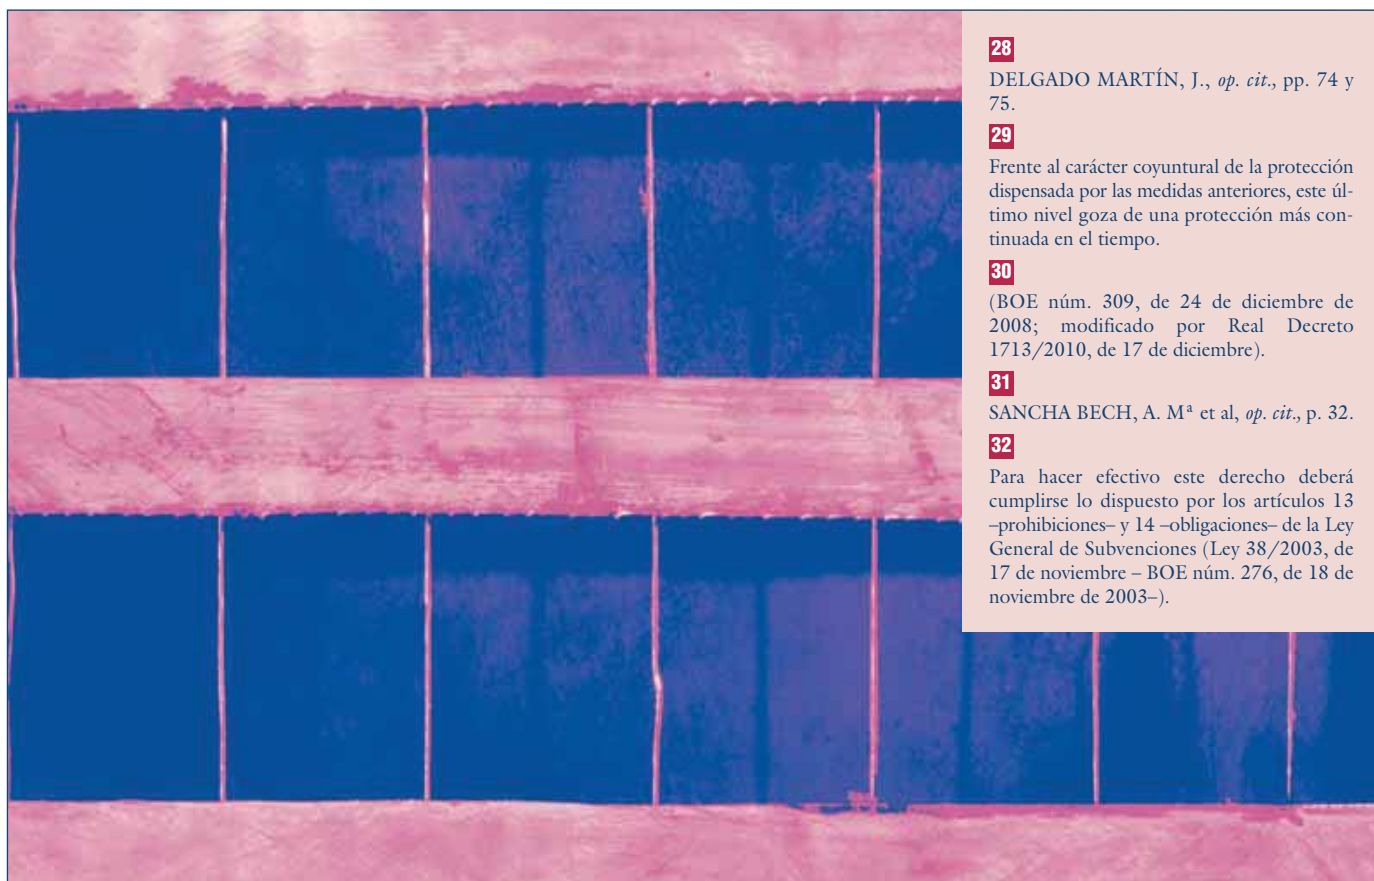 28
DELGADO MARTÍN, J., op. cit., pp. 74 y
75.
29
Frente al carácter coyuntural de la protección
dispensada por las medidas anteriores, este úl-
timo nivel goza de una protección más con-
tinuada en el tiempo.
30
(BOE núm. 309, de 24 de diciembre de
2008; modificado por Real Decreto
1713/2010, de 17 de diciembre).
31
SANCHA BECH, A. Mª et al, op. cit., p. 32.
32
Para hacer efectivo este derecho deberá
cumplirse lo dispuesto por los artículos 13
–prohibiciones– y 14 –obligaciones– de la Ley
General de Subvenciones (Ley 38/2003, de
17 de noviembre – BOE núm. 276, de 18 de
noviembre de 2003–).